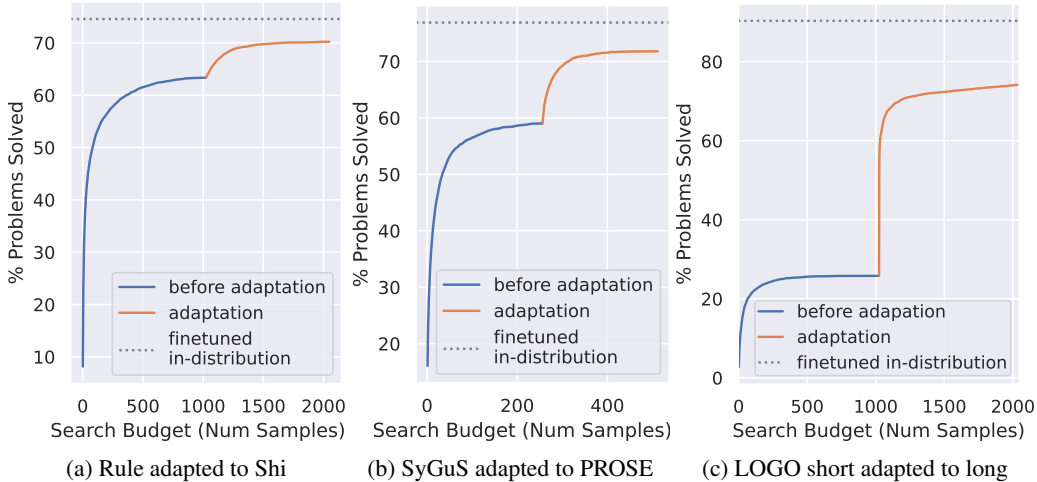 % Problems Solved
70
60
50
40
30
20
10
before adaptation
adaptation
finetuned
in-distribution
0 500 1000 1500 2000
Search Budget (Num Samples)
(a) Rule adapted to Shi
% Problems Solved
70
60
50
40
30
20
before adaptation
adaptation
finetuned
in-distribution
0 200 400
Search Budget (Num Samples)
(b) SyGuS adapted to PROSE
% Problems Solved
80
60
40
20
0
before adapation
adaptation
finetuned in-distribution
0 500 1000 1500 2000
Search Budget (Num Samples)
(c) LOGO short adapted to long